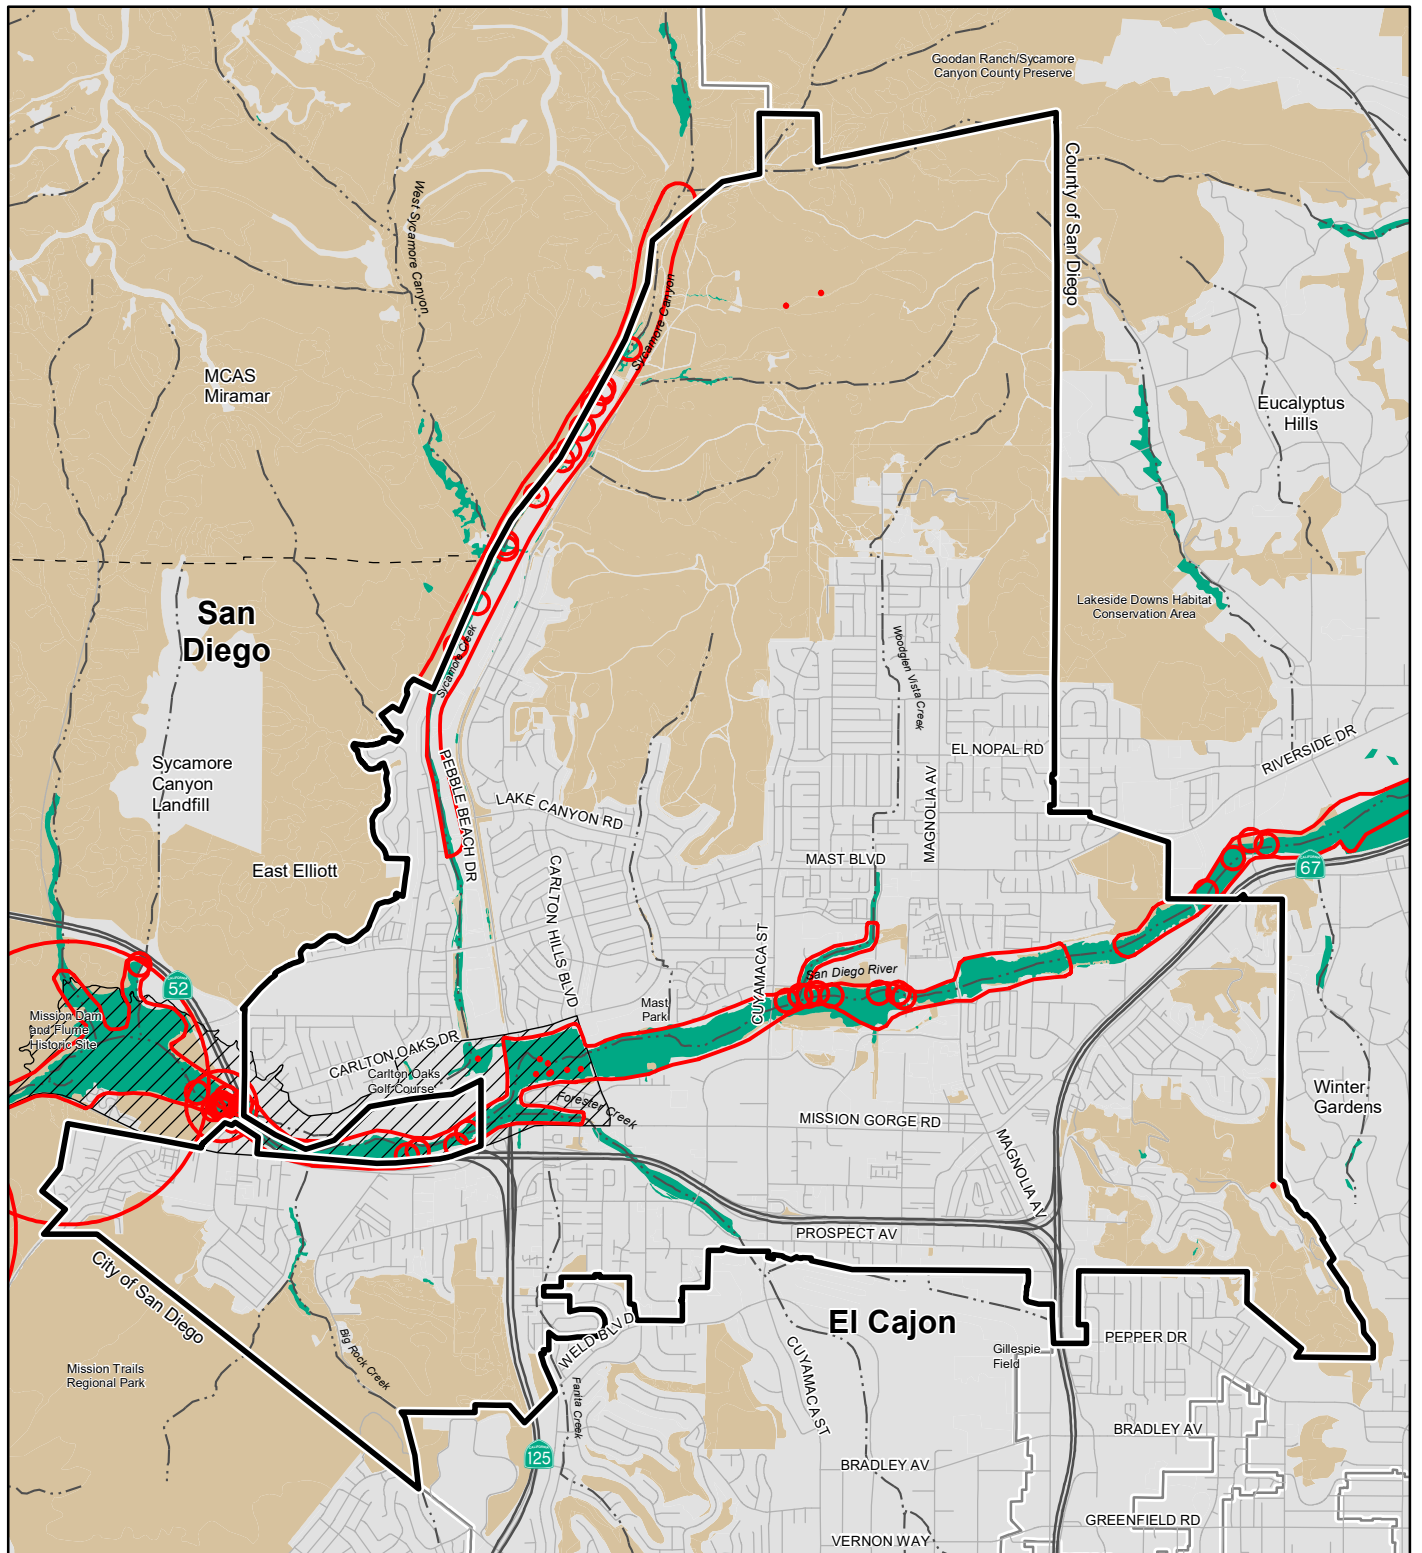 Goodan Ranch/Sycamore
Canyon County Preserve
County of San Diego
West Sycamore Canyon
Sycamore Canyon
MCAS
Miramar
Eucalyptus
Hills
San
Diego
Lakeside Downs Habitat
Conservation Area
Sycamore Creek
Woodglen Vista Creek
EL NOPAL RD
RIVERSIDE DR
Sycamore
Canyon
Landfill
PEBBLE BEACH DR
LAKE CANYON RD
MAGNOLIA AV
MAST BLVD
East Elliott
CARLTON HILLS BLVD
CALIFORNIA
67
CUYAMACA ST
San Diego River
CALIFORNIA
52
Mast
Park
Mission Dam
and Flume
Historic Site
CARLTON OAKS DR
Carlton Oaks
Golf Course
Forester Creek
Winter
Gardens
MISSION GORGE RD
MAGNOLIA AV
PROSPECT AV
City of San Diego
El Cajon
WELD BLVD
PEPPER DR
Gillespie
Field
Mission Trails
Regional Park
Big Rock Creek
CUYAMACA ST
Fanita Creek
BRADLEY AV
CALIFORNIA
125
BRADLEY AV
GREENFIELD RD
VERNON WAY